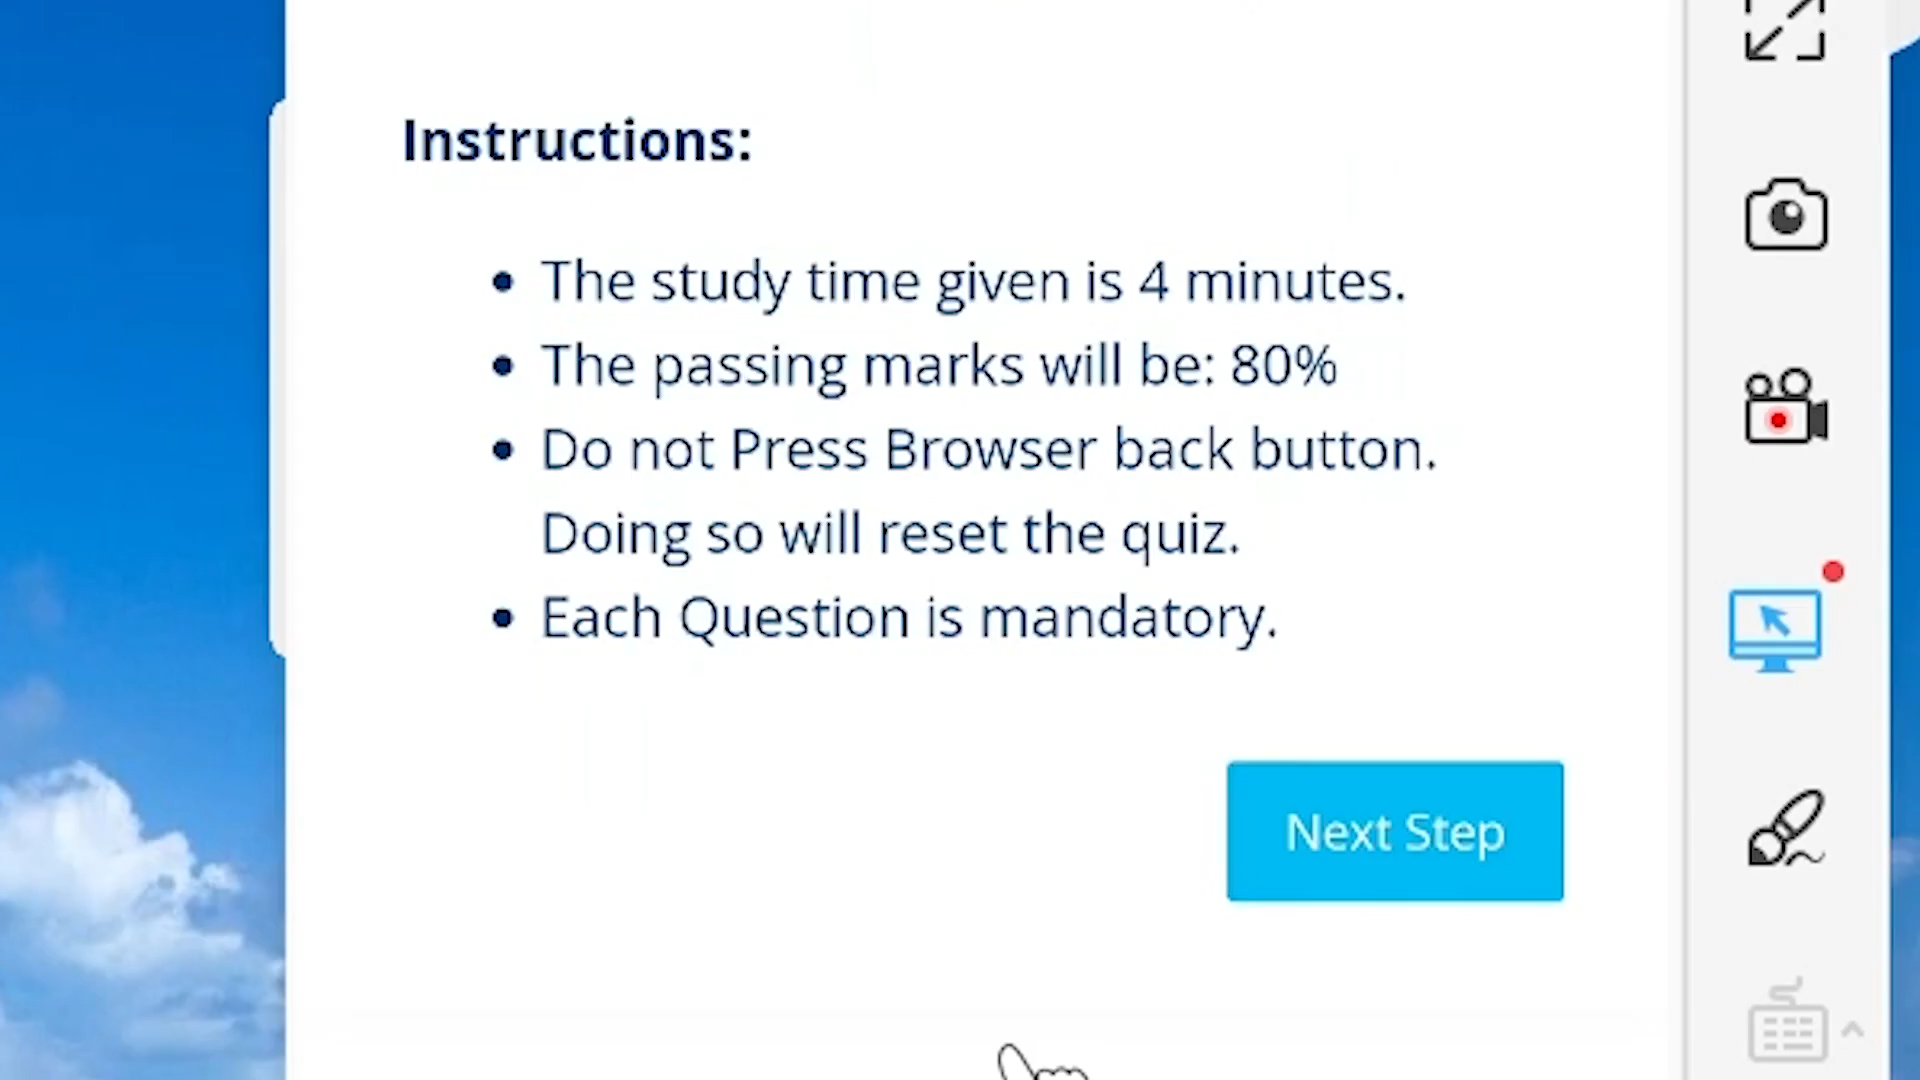 Instructions:
The study time given is 4 minutes.
The passing marks will be: 80%
Do not Press Browser back button.
Doing so will reset the quiz.
Each Question is mandatory.
Next Step